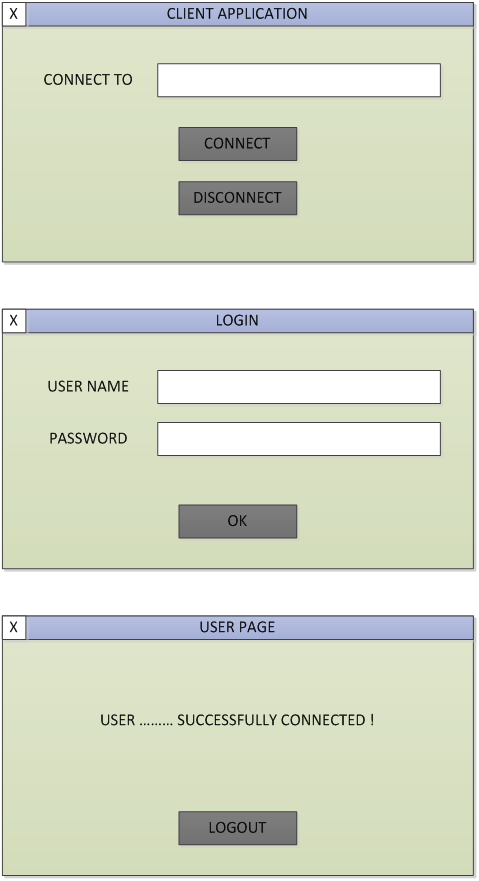 X CLIENT APPLICATION
CONNECT TO
CONNECT
DISCONNECT
X LOGIN
USER NAME
PASSWORD
OK
X USER PAGE
USER ......... SUCCESSFULLY CONNECTED !
LOGOUT